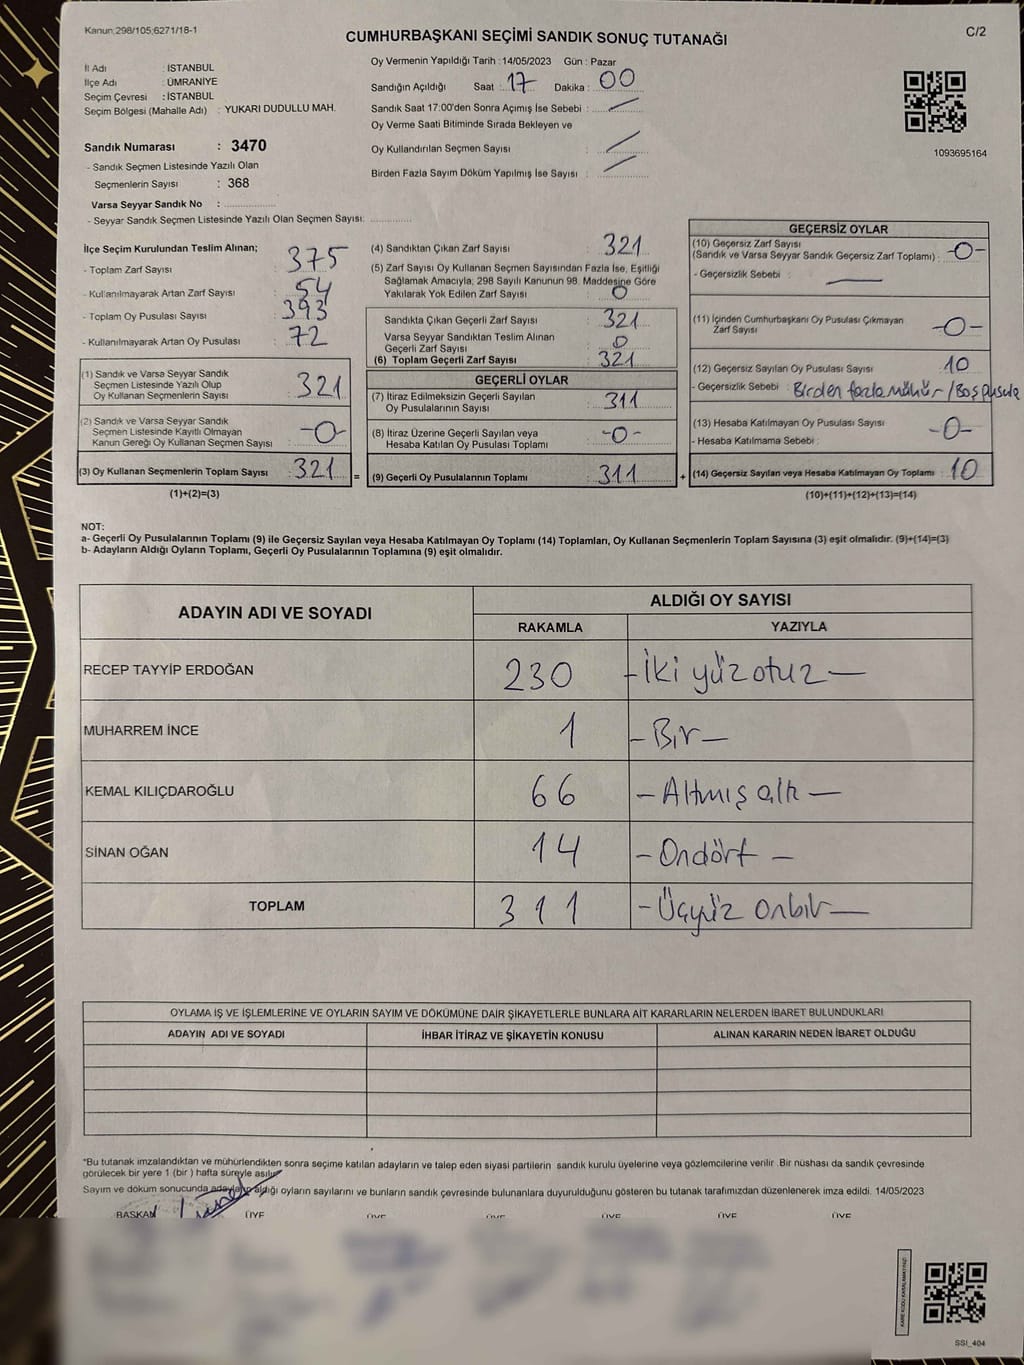 Kanun;298/105;6271/18-1
C/2
CUMHURBAŞKANI SEÇİMİ SANDIK SONUÇ TUTANAĞI
İl Adı : İSTANBUL
İlçe Adı : ÜMRANİYE
Seçim Çevresi : İSTANBUL
Seçim Bölgesi (Mahalle Adı) : YUKARI DUDULLU MAH.
Sandık Numarası : 3470
- Sandık Seçmen Listesinde Yazılı Olan
Seçmenlerin Sayısı : 368
Varsa Seyyar Sandık No :
- Seyyar Sandık Seçmen Listesinde Yazılı Olan Seçmen Sayısı:
Oy Vermenin Yapıldığı Tarih : 14/05/2023 Gün : Pazar
Sandığın Açıldığı Saat : 17 Dakika : 00
Sandık Saat 17:00'den Sonra Açımış İse Sebebi : —
Oy Verme Saati Bitiminde Sırada Bekleyen ve
Oy Kullandırılan Seçmen Sayısı : —
Birden Fazla Sayım Döküm Yapılmış İse Sayısı : —
1093695164
İlçe Seçim Kurulundan Teslim Alınan;
- Toplam Zarf Sayısı : 375
- Kullanılmayarak Artan Zarf Sayısı : 54
- Toplam Oy Pusulası Sayısı : 393
- Kullanılmayarak Artan Oy Pusulası : 72
(1) Sandık ve Varsa Seyyar Sandık
Seçmen Listesinde Yazılı Olup
Oy Kullanan Seçmenlerin Sayısı : 321
(2) Sandık ve Varsa Seyyar Sandık
Seçmen Listesinde Kayıtlı Olmayan
Kanun Gereği Oy Kullanan Seçmen Sayısı : -0-
(3) Oy Kullanan Seçmenlerin Toplam Sayısı : 321 =
(1)+(2)=(3)
(4) Sandıktan Çıkan Zarf Sayısı : 321
(5) Zarf Sayısı Oy Kullanan Seçmen Sayısından Fazla İse, Eşitliği
Sağlamak Amacıyla; 298 Sayılı Kanunun 98. Maddesine Göre
Yakılarak Yok Edilen Zarf Sayısı : 0
Sandıkta Çıkan Geçerli Zarf Sayısı : 321
Varsa Seyyar Sandıktan Teslim Alınan
Geçerli Zarf Sayısı : 0
(6) Toplam Geçerli Zarf Sayısı : 321
GEÇERLİ OYLAR
(7) İtiraz Edilmeksizin Geçerli Sayılan
Oy Pusulalarının Sayısı : 311
(8) İtiraz Üzerine Geçerli Sayılan veya
Hesaba Katılan Oy Pusulası Toplamı : -0-
(9) Geçerli Oy Pusulalarının Toplamı : 311 +
GEÇERSİZ OYLAR
(10) Geçersiz Zarf Sayısı
(Sandık ve Varsa Seyyar Sandık Geçersiz Zarf Toplamı) : -0-
- Geçersizlik Sebebi : —
(11) İçinden Cumhurbaşkanı Oy Pusulası Çıkmayan
Zarf Sayısı : -0-
(12) Geçersiz Sayılan Oy Pusulası Sayısı : 10
- Geçersizlik Sebebi : Birden fazla mühür / Boş pusula
(13) Hesaba Katılmayan Oy Pusulası Sayısı : -0-
- Hesaba Katılmama Sebebi :
(14) Geçersiz Sayılan veya Hesaba Katılmayan Oy Toplamı : 10
(10)+(11)+(12)+(13)=(14)
NOT:
a- Geçerli Oy Pusulalarının Toplamı (9) ile Geçersiz Sayılan veya Hesaba Katılmayan Oy Toplamı (14) Toplamları, Oy Kullanan Seçmenlerin Toplam Sayısına (3) eşit olmalıdır. (9)+(14)=(3)
b- Adayların Aldığı Oyların Toplamı, Geçerli Oy Pusulalarının Toplamına (9) eşit olmalıdır.
ADAYIN ADI VE SOYADI
ALDIĞI OY SAYISI
RAKAMLA YAZIYLA
RECEP TAYYİP ERDOĞAN 230 - İki yüz otuz —
MUHARREM İNCE 1 - Bir —
KEMAL KILIÇDAROĞLU 66 - Altmış altı —
SİNAN OĞAN 14 - Ondört —
TOPLAM 311 - Üçyüz onbir —
OYLAMA İŞ VE İŞLEMLERİNE VE OYLARIN SAYIM VE DÖKÜMÜNE DAİR ŞİKAYETLERLE BUNLARA AİT KARARLARIN NELERDEN İBARET BULUNDUKLARI
ADAYIN ADI VE SOYADI İHBAR İTİRAZ VE ŞİKAYETİN KONUSU ALINAN KARARIN NEDEN İBARET OLDUĞU
*Bu tutanak imzalandıktan ve mühürlendikten sonra seçime katılan adayların ve talep eden siyasi partilerin sandık kurulu üyelerine veya gözlemcilerine verilir. Bir nüshası da sandık çevresinde
görülecek bir yere 1 (bir ) hafta süreyle asılır.
Sayım ve döküm sonucunda adayların aldığı oyların sayılarını ve bunların sandık çevresinde bulunanlara duyurulduğunu gösteren bu tutanak tarafımızdan düzenlenerek imza edildi. 14/05/2023
BAŞKAN ÜYE ÜYE ÜYE ÜYE ÜYE ÜYE
KARE KODU KARALAMAYINIZ!
SSI_404